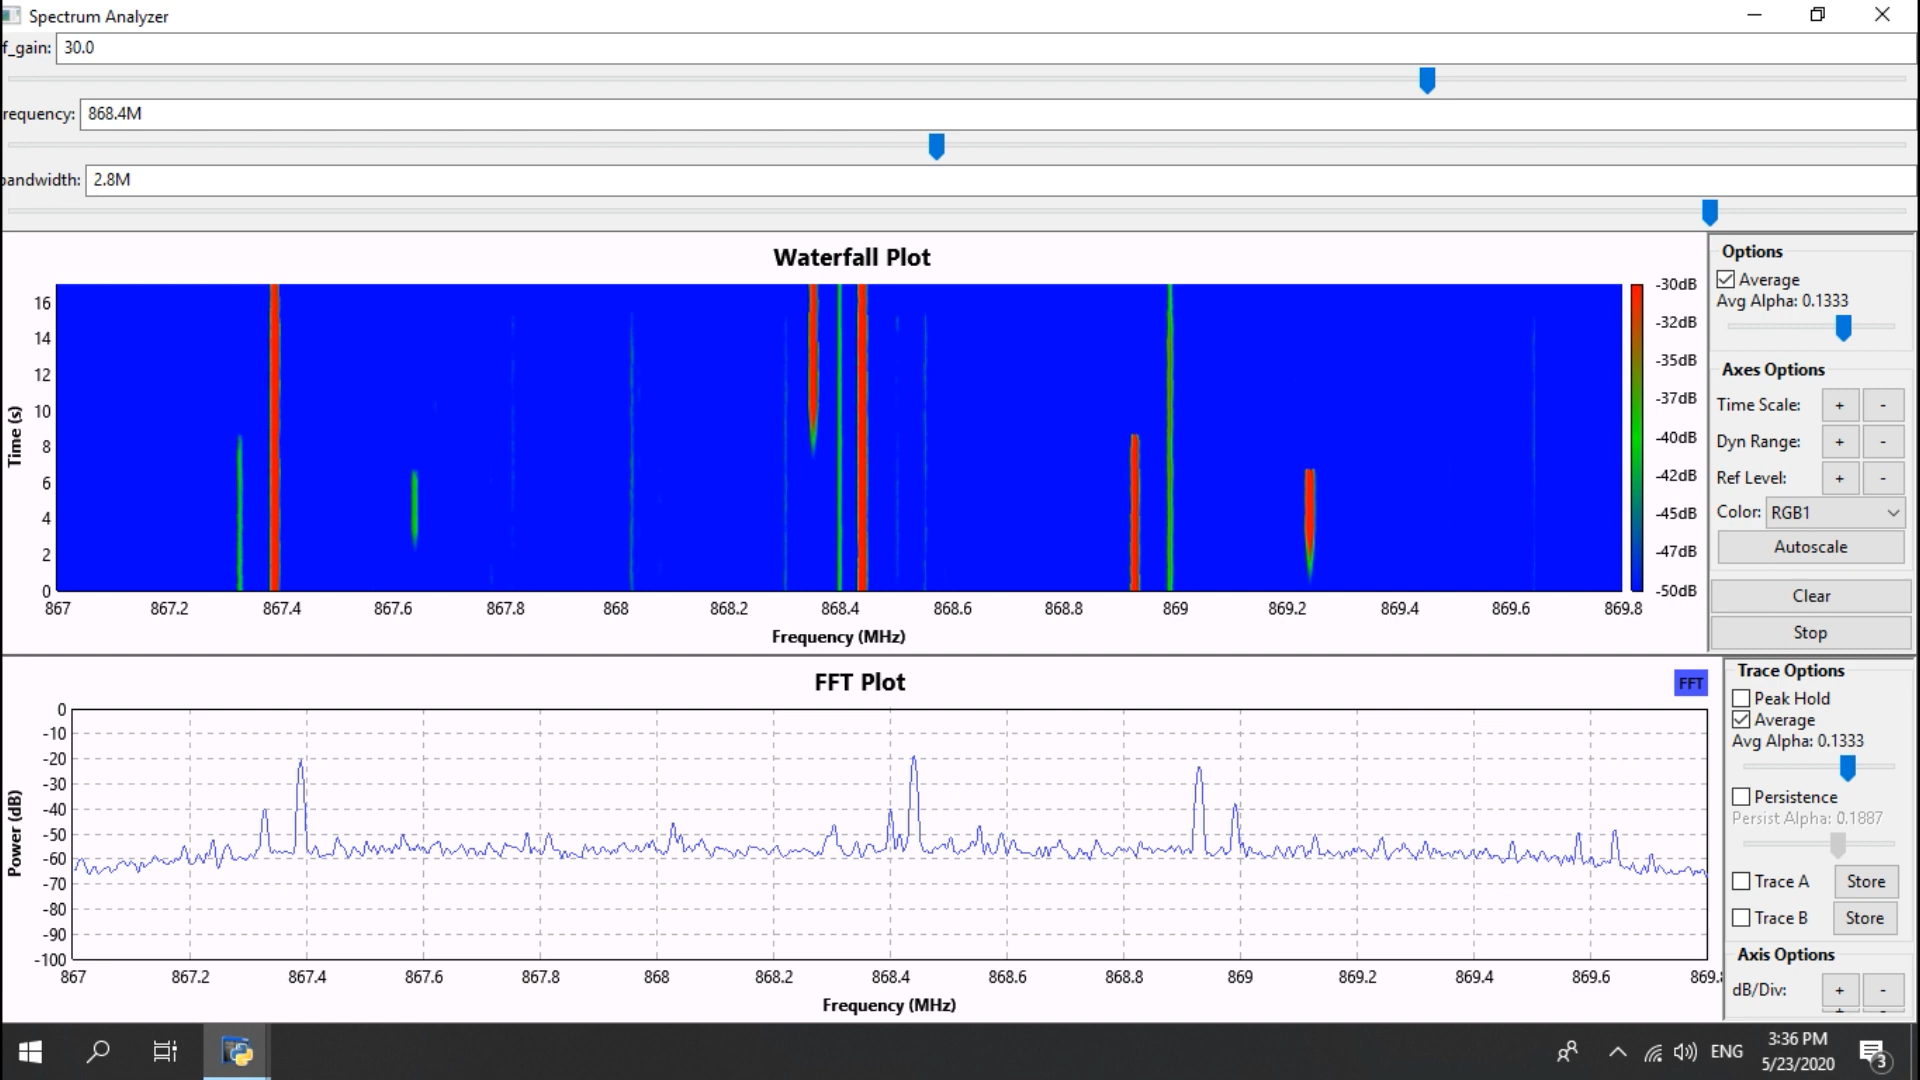 Spectrum Analyzer
f_gain: 30.0
requency: 868.4M
bandwidth: 2.8M
Waterfall Plot
Time (s)
16
14
12
10
8
6
4
2
0
867 867.2 867.4 867.6 867.8 868 868.2 868.4 868.6 868.8 869 869.2 869.4 869.6 869.8
Frequency (MHz)
-30dB
-32dB
-35dB
-37dB
-40dB
-42dB
-45dB
-47dB
-50dB
Options
Average
Avg Alpha: 0.1333
Axes Options
Time Scale: + -
Dyn Range: + -
Ref Level: + -
Color: RGB1
Autoscale
Clear
Stop
FFT Plot
FFT
Power (dB)
0
-10
-20
-30
-40
-50
-60
-70
-80
-90
-100
867 867.2 867.4 867.6 867.8 868 868.2 868.4 868.6 868.8 869 869.2 869.4 869.6 869.8
Frequency (MHz)
Trace Options
Peak Hold
Average
Avg Alpha: 0.1333
Persistence
Persist Alpha: 0.1887
Trace A Store
Trace B Store
Axis Options
dB/Div: + -
ENG
3:36 PM
5/23/2020
3